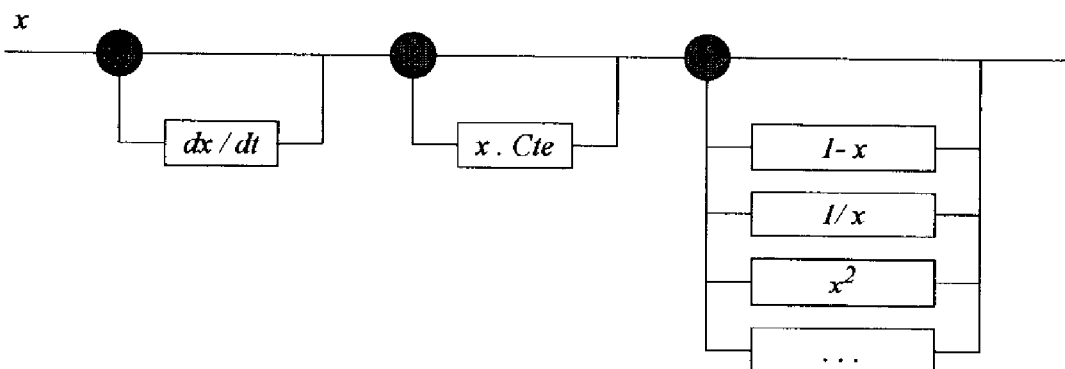 x
dx / dt
x . Cte
1 - x
1 / x
x²
. . .